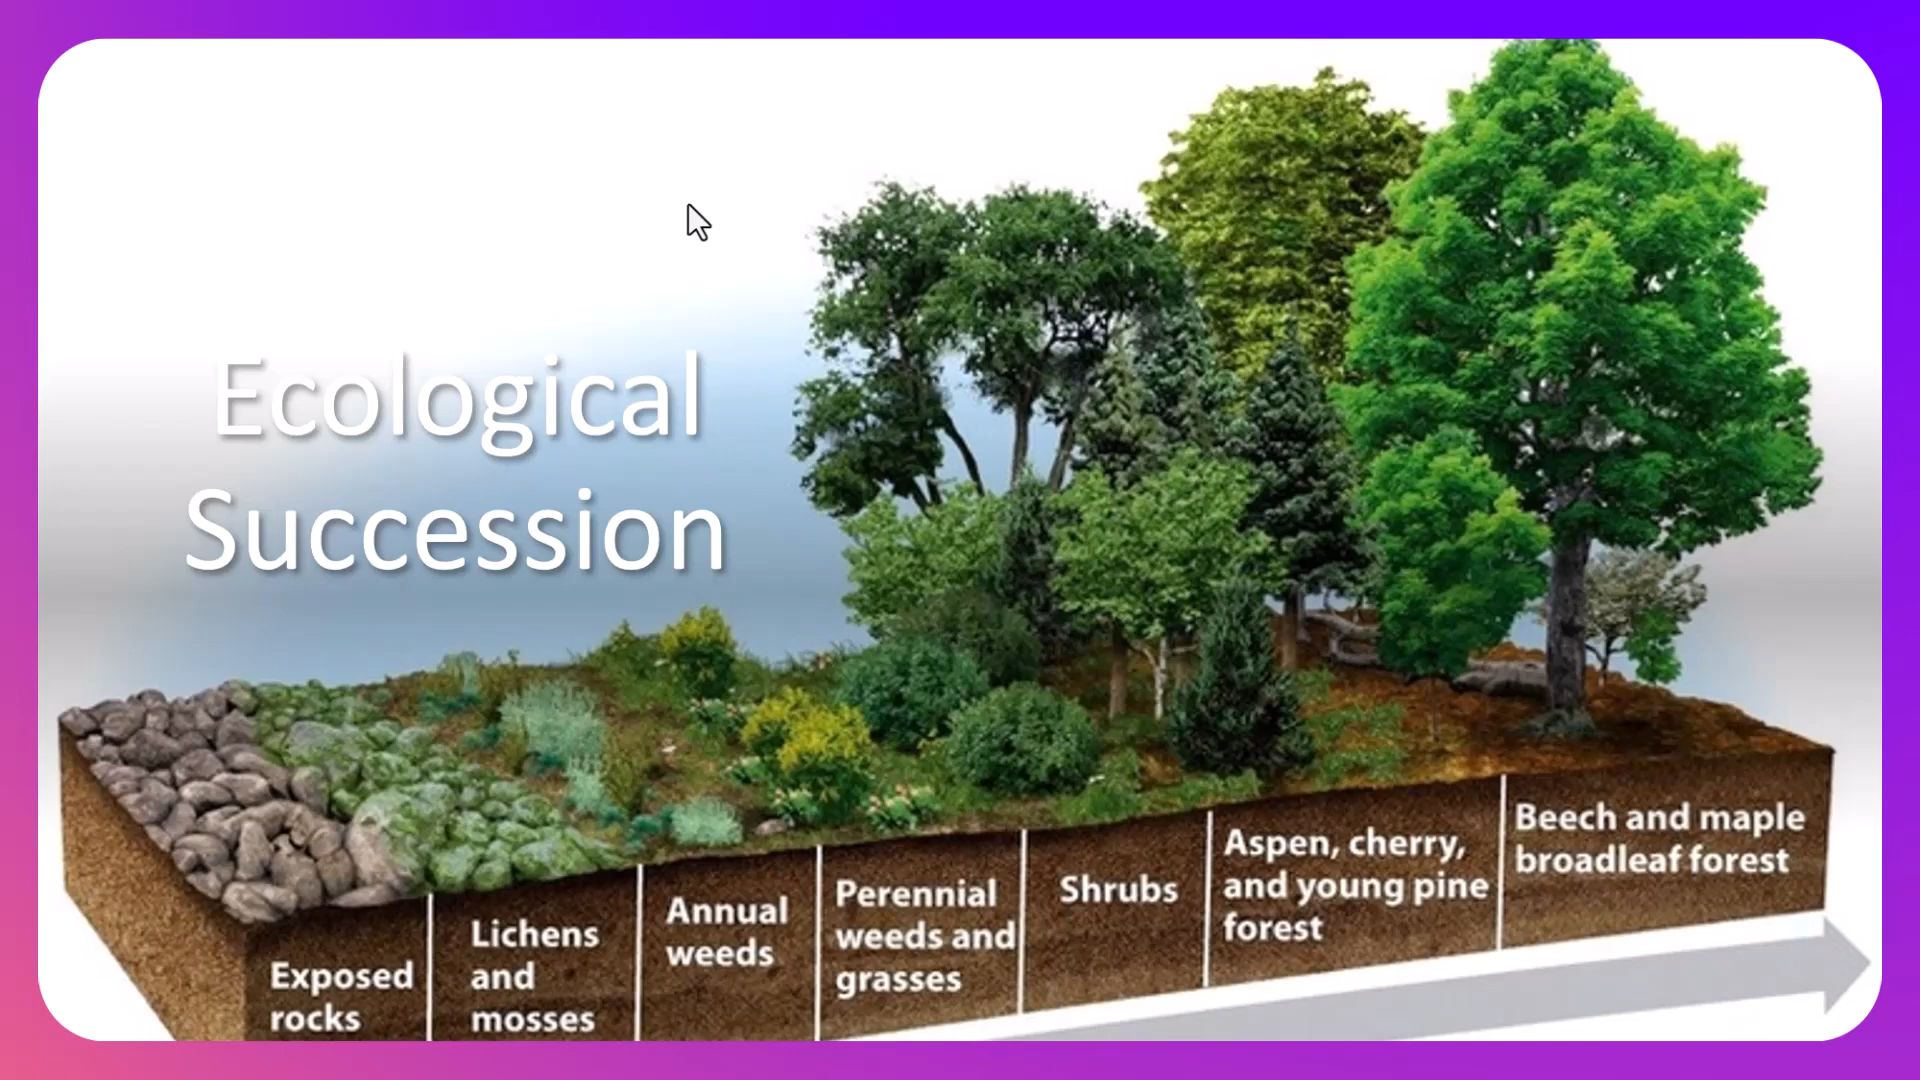 Ecological
Succession
Exposed
rocks
Lichens
and
mosses
Annual
weeds
Perennial
weeds and
grasses
Shrubs
Aspen, cherry,
and young pine
forest
Beech and maple
broadleaf forest